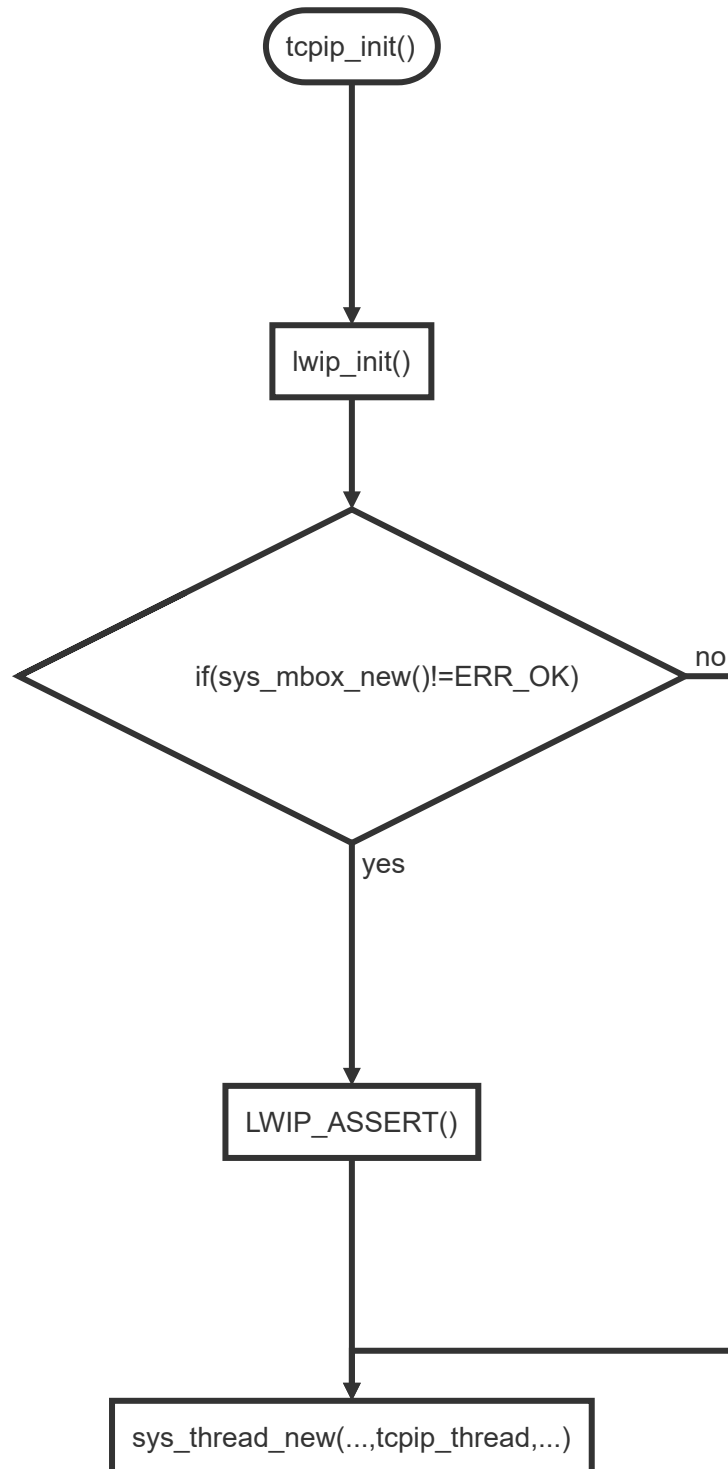 tcpip_init()
lwip_init()
if(sys_mbox_new()!=ERR_OK)
no
yes
LWIP_ASSERT()
sys_thread_new(...,tcpip_thread,...)